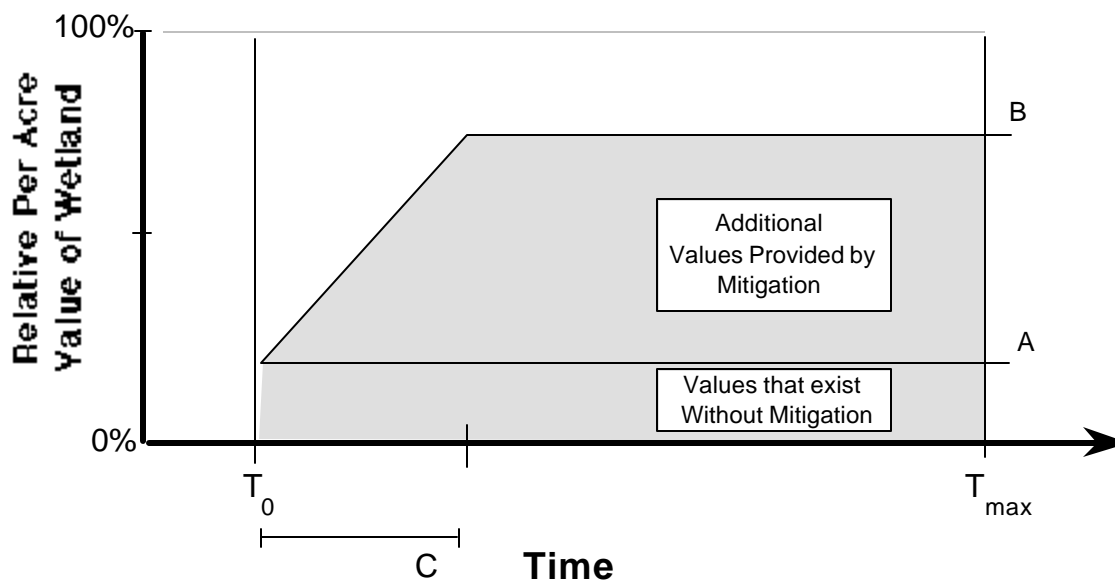 100%
Relative Per Acre
Value of Wetland
B
Additional
Values Provided by
Mitigation
A
Values that exist
Without Mitigation
0%
T0
Tmax
C
Time